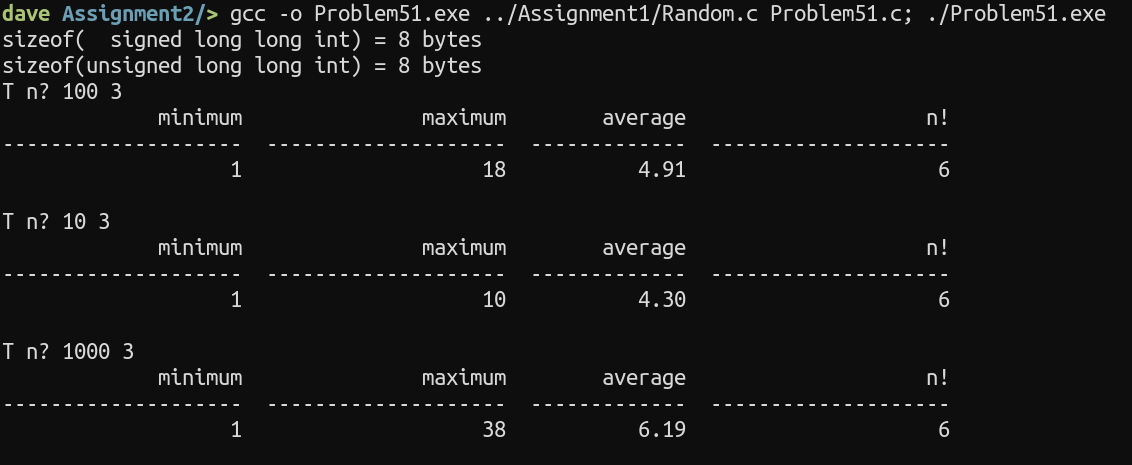 dave Assignment2/> gcc -o Problem51.exe ../Assignment1/Random.c Problem51.c; ./Problem51.exe
sizeof(  signed long long int) = 8 bytes
sizeof(unsigned long long int) = 8 bytes
T n? 100 3
             minimum               maximum        average                    n!
--------------------  --------------------  -------------  --------------------
                   1                    18           4.91                     6

T n? 10 3
             minimum               maximum        average                    n!
--------------------  --------------------  -------------  --------------------
                   1                    10           4.30                     6

T n? 1000 3
             minimum               maximum        average                    n!
--------------------  --------------------  -------------  --------------------
                   1                    38           6.19                     6